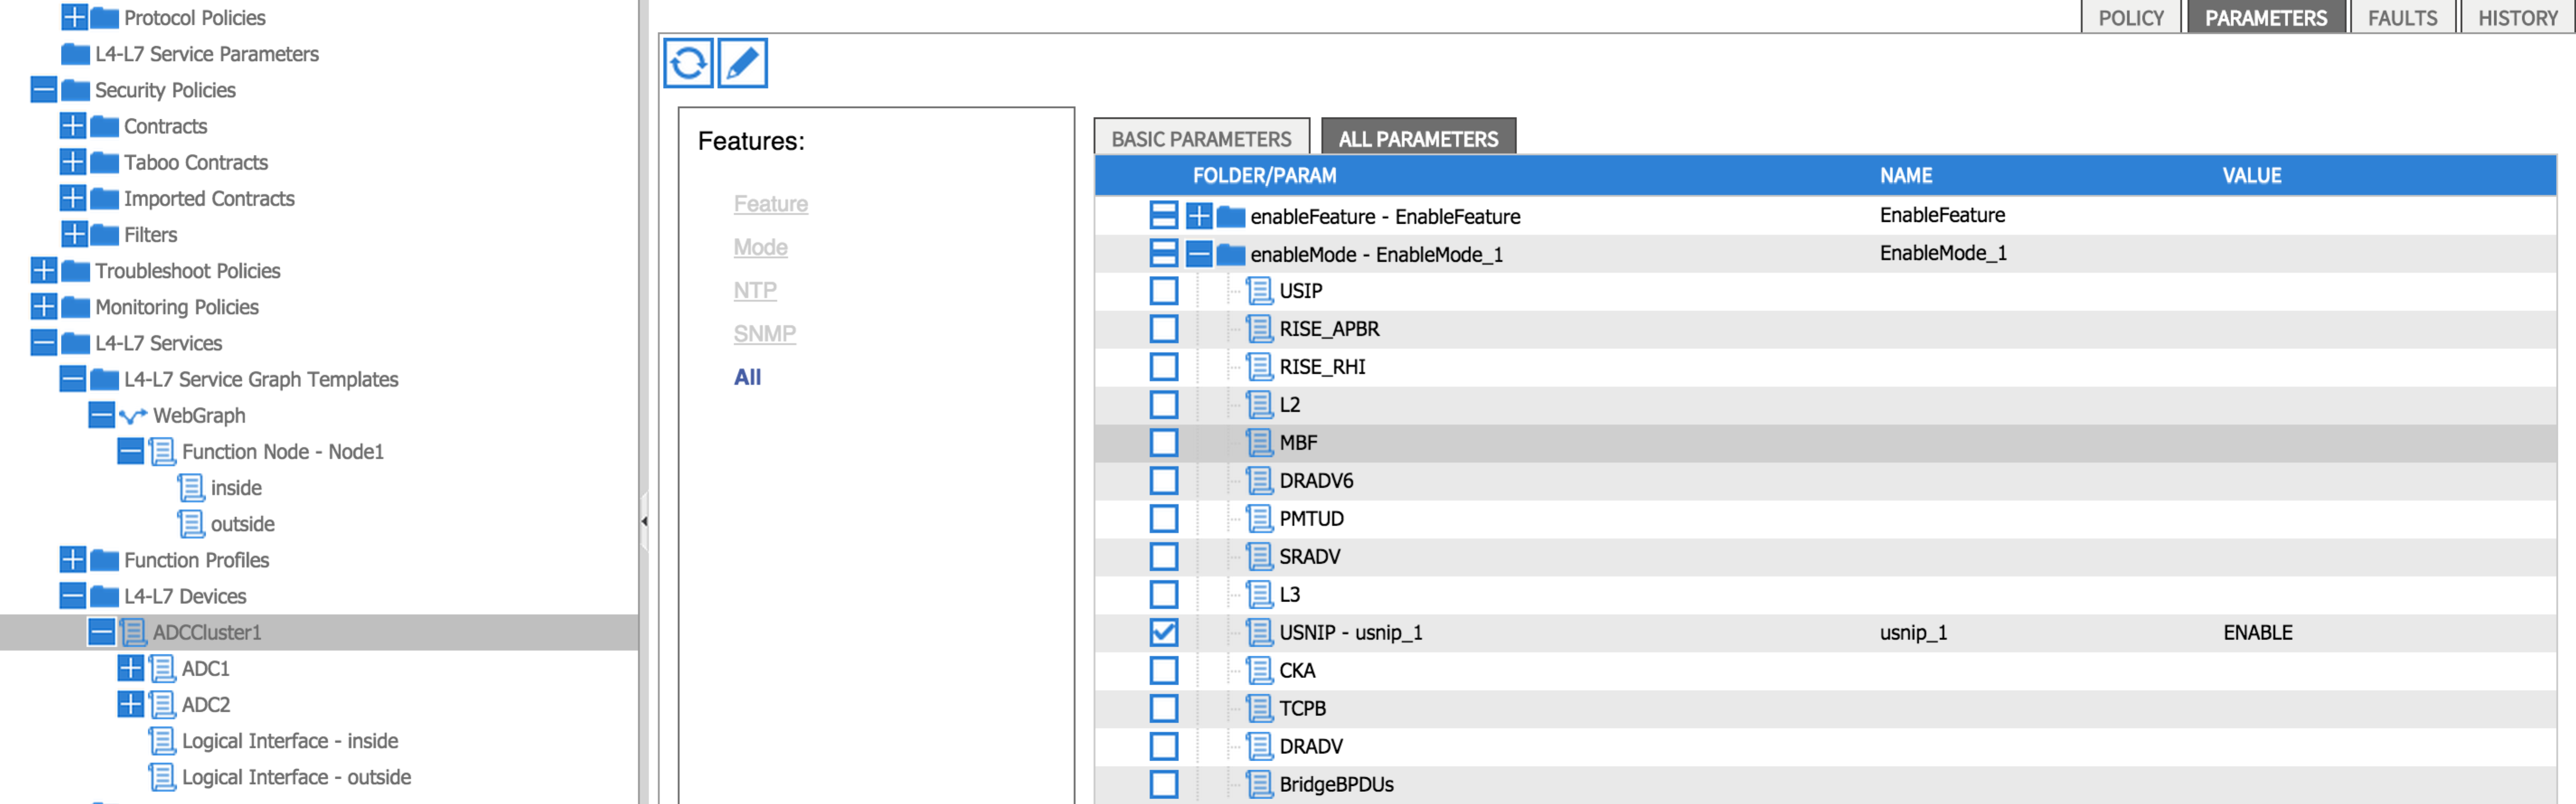 Protocol Policies
L4-L7 Service Parameters
Security Policies
Contracts
Taboo Contracts
Imported Contracts
Filters
Troubleshoot Policies
Monitoring Policies
L4-L7 Services
L4-L7 Service Graph Templates
WebGraph
Function Node - Node1
inside
outside
Function Profiles
L4-L7 Devices
ADCCluster1
ADC1
ADC2
Logical Interface - inside
Logical Interface - outside
POLICY PARAMETERS FAULTS HISTORY
Features:
Feature
Mode
NTP
SNMP
All
BASIC PARAMETERS ALL PARAMETERS
FOLDER/PARAM NAME VALUE
enableFeature - EnableFeature EnableFeature
enableMode - EnableMode_1 EnableMode_1
USIP
RISE_APBR
RISE_RHI
L2
MBF
DRADV6
PMTUD
SRADV
L3
USNIP - usnip_1 usnip_1 ENABLE
CKA
TCPB
DRADV
BridgeBPDUs